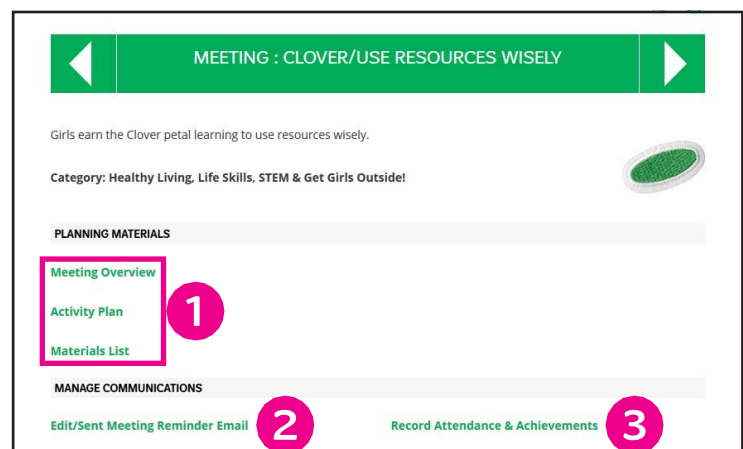 MEETING : CLOVER/USE RESOURCES WISELY
Girls earn the Clover petal learning to use resources wisely.
Category: Healthy Living, Life Skills, STEM & Get Girls Outside!
PLANNING MATERIALS
Meeting Overview
Activity Plan
1
Materials List
MANAGE COMMUNICATIONS
Edit/Sent Meeting Reminder Email 2 Record Attendance & Achievements 3